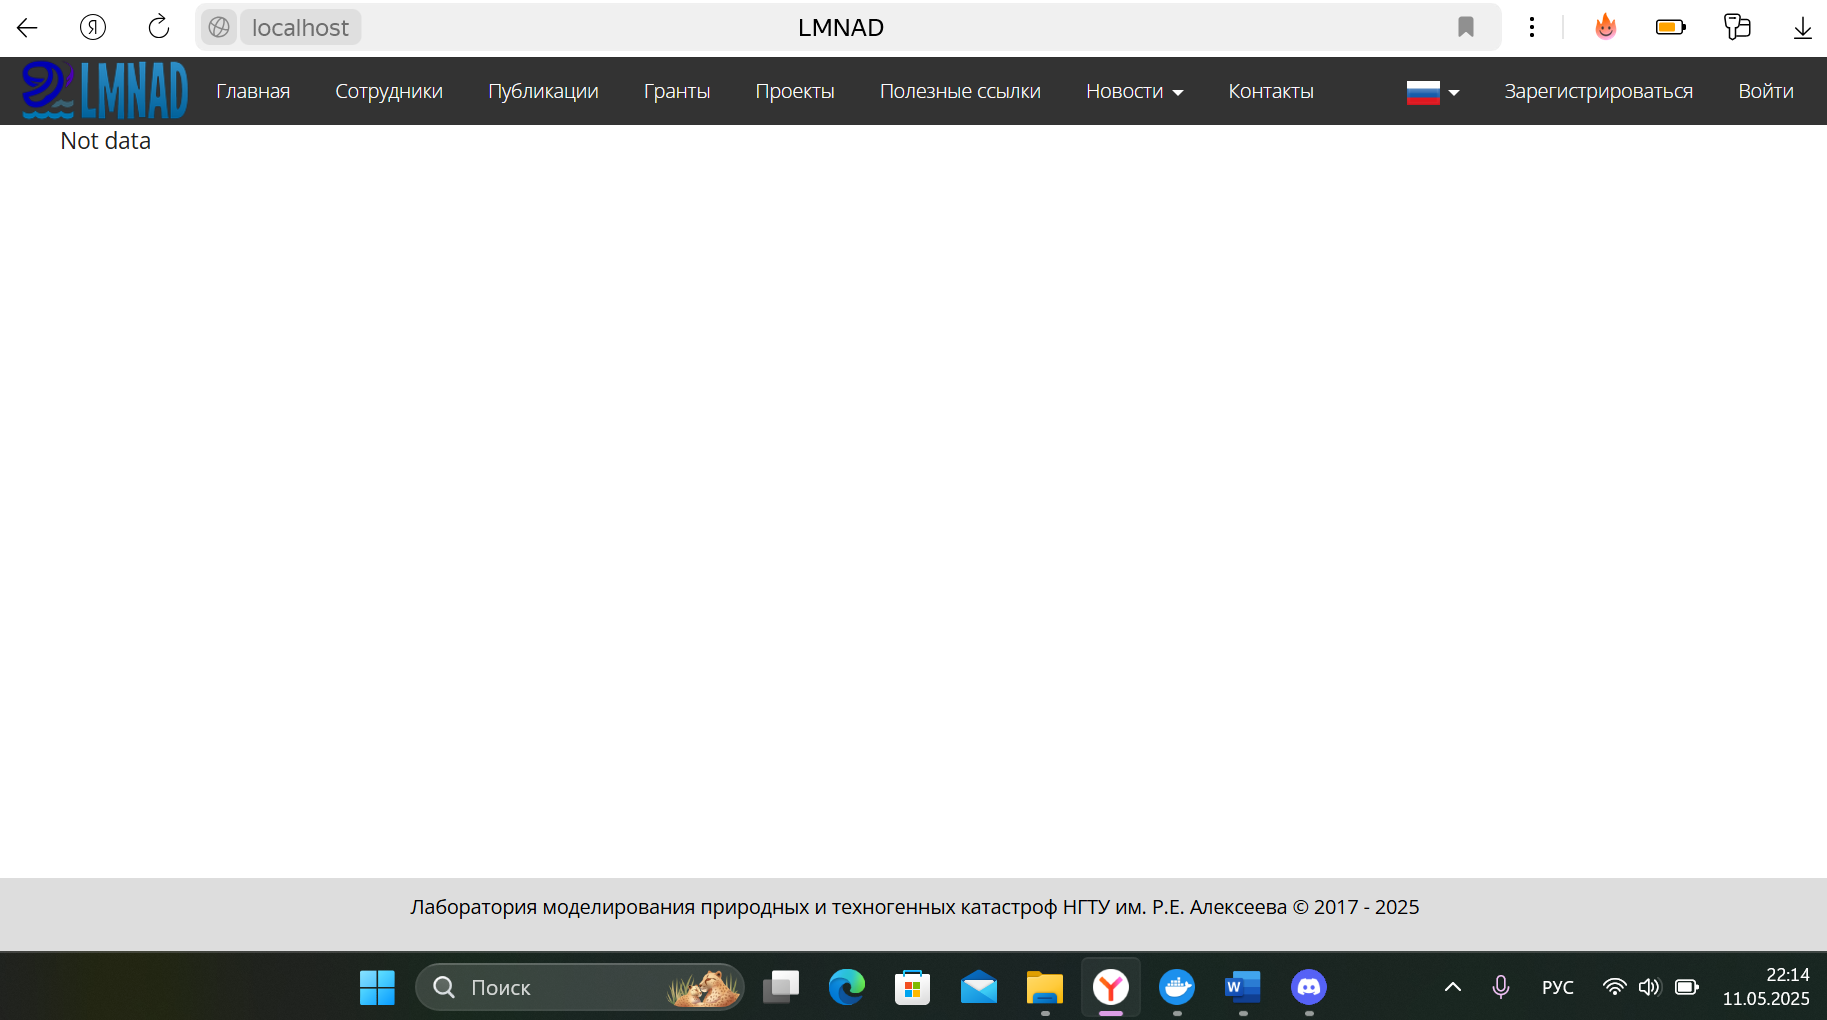 Я localhost LMNAD
LMNAD Главная Сотрудники Публикации Гранты Проекты Полезные ссылки Новости Контакты Зарегистрироваться Войти
Not data
Лаборатория моделирования природных и техногенных катастроф НГТУ им. Р.Е. Алексеева © 2017 - 2025
Поиск W РУС 22:14
11.05.2025